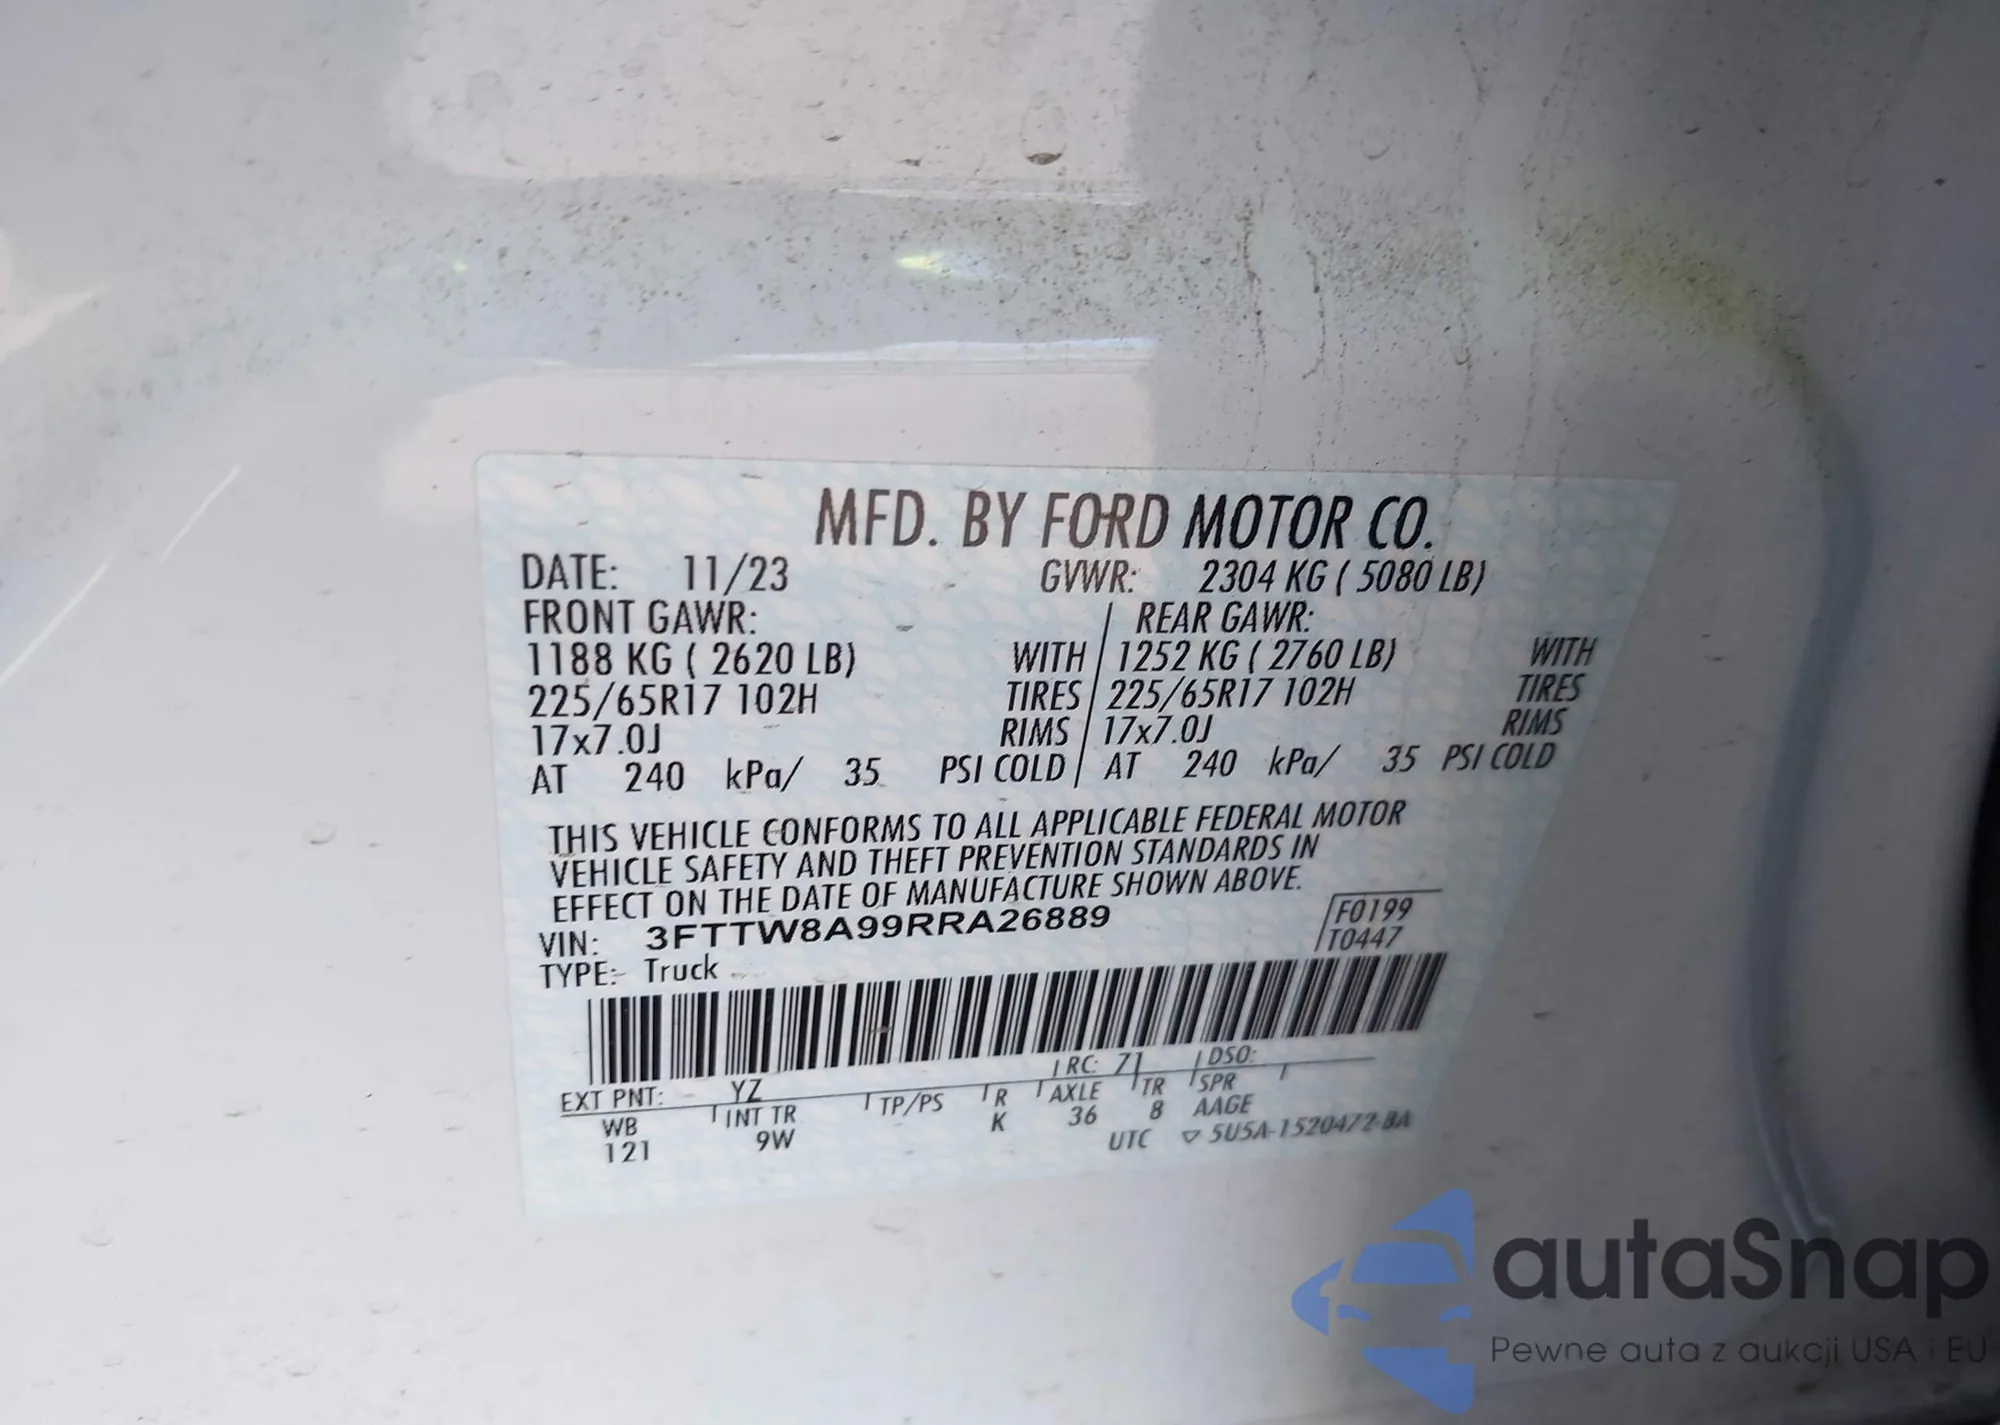 MFD. BY FORD MOTOR CO.
DATE: 11/23 GVWR: 2304 KG ( 5080 LB)
FRONT GAWR: REAR GAWR:
1188 KG ( 2620 LB) WITH 1252 KG ( 2760 LB) WITH
225/65R17 102H TIRES 225/65R17 102H TIRES
17x7.0J RIMS 17x7.0J RIMS
AT 240 kPa/ 35 PSI COLD AT 240 kPa/ 35 PSI COLD
THIS VEHICLE CONFORMS TO ALL APPLICABLE FEDERAL MOTOR
VEHICLE SAFETY AND THEFT PREVENTION STANDARDS IN
EFFECT ON THE DATE OF MANUFACTURE SHOWN ABOVE.
VIN: 3FTTW8A99RRA26889 F0199
TYPE: Truck T0447
EXT PNT: YZ RC: 71 DSO:
WB INT TR TP/PS R AXLE TR SPR
121 9W K 36 8 AAGE
UTC ▽ 5U5A-1520472-BA
autaSnap
Pewne auta z aukcji USA i EU